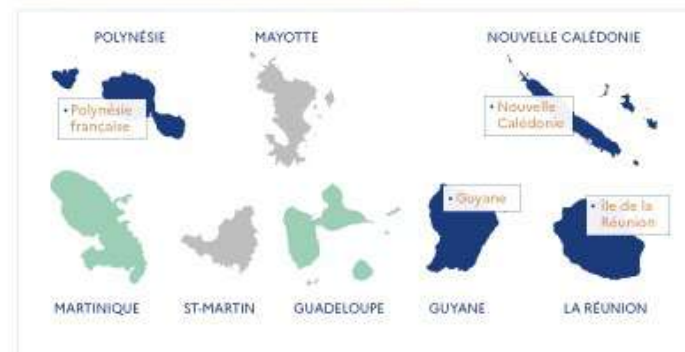 POLYNÉSIE
MAYOTTE
NOUVELLE CALÉDONIE
• Polynésie
française
• Nouvelle
Calédonie
• Guyane
• Île de la
Réunion
MARTINIQUE
ST-MARTIN
GUADELOUPE
GUYANE
LA RÉUNION